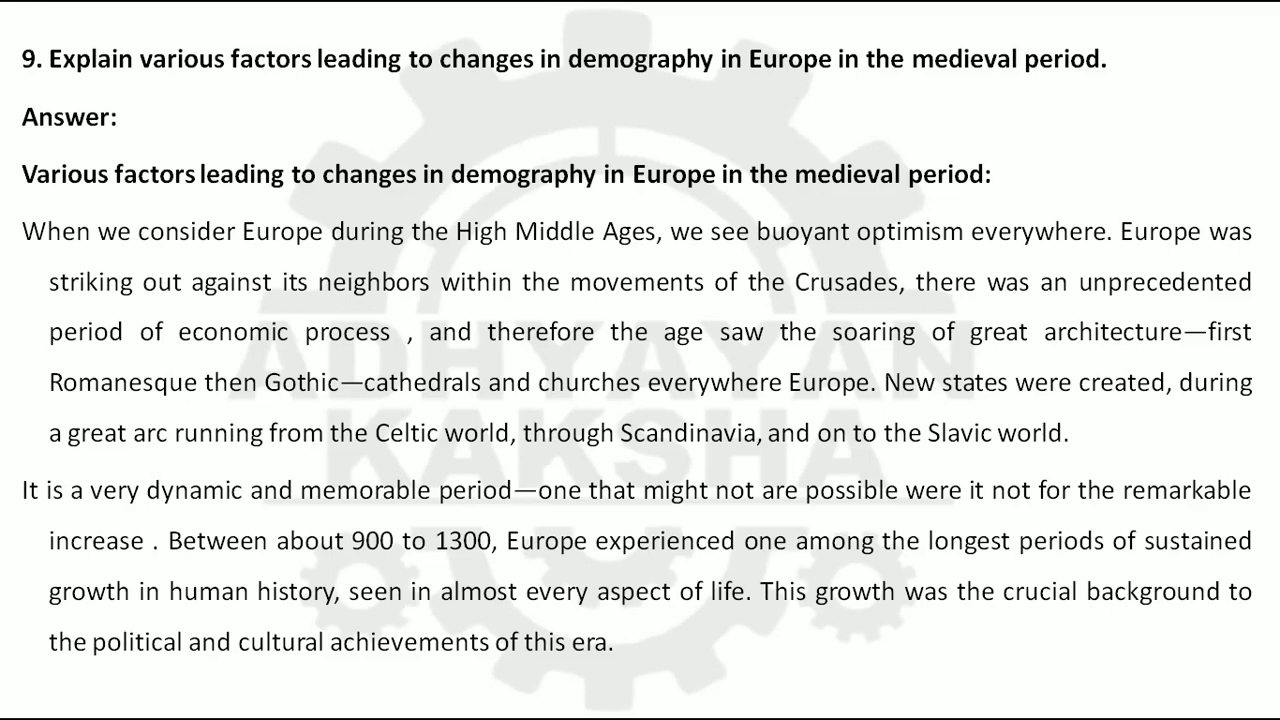 9. Explain various factors leading to changes in demography in Europe in the medieval period.
Answer:
Various factors leading to changes in demography in Europe in the medieval period:
When we consider Europe during the High Middle Ages, we see buoyant optimism everywhere. Europe was
striking out against its neighbors within the movements of the Crusades, there was an unprecedented
period of economic process , and therefore the age saw the soaring of great architecture—first
Romanesque then Gothic—cathedrals and churches everywhere Europe. New states were created, during
a great arc running from the Celtic world, through Scandinavia, and on to the Slavic world.
It is a very dynamic and memorable period—one that might not are possible were it not for the remarkable
increase . Between about 900 to 1300, Europe experienced one among the longest periods of sustained
growth in human history, seen in almost every aspect of life. This growth was the crucial background to
the political and cultural achievements of this era.
ADHYAYAN
KAKSHA